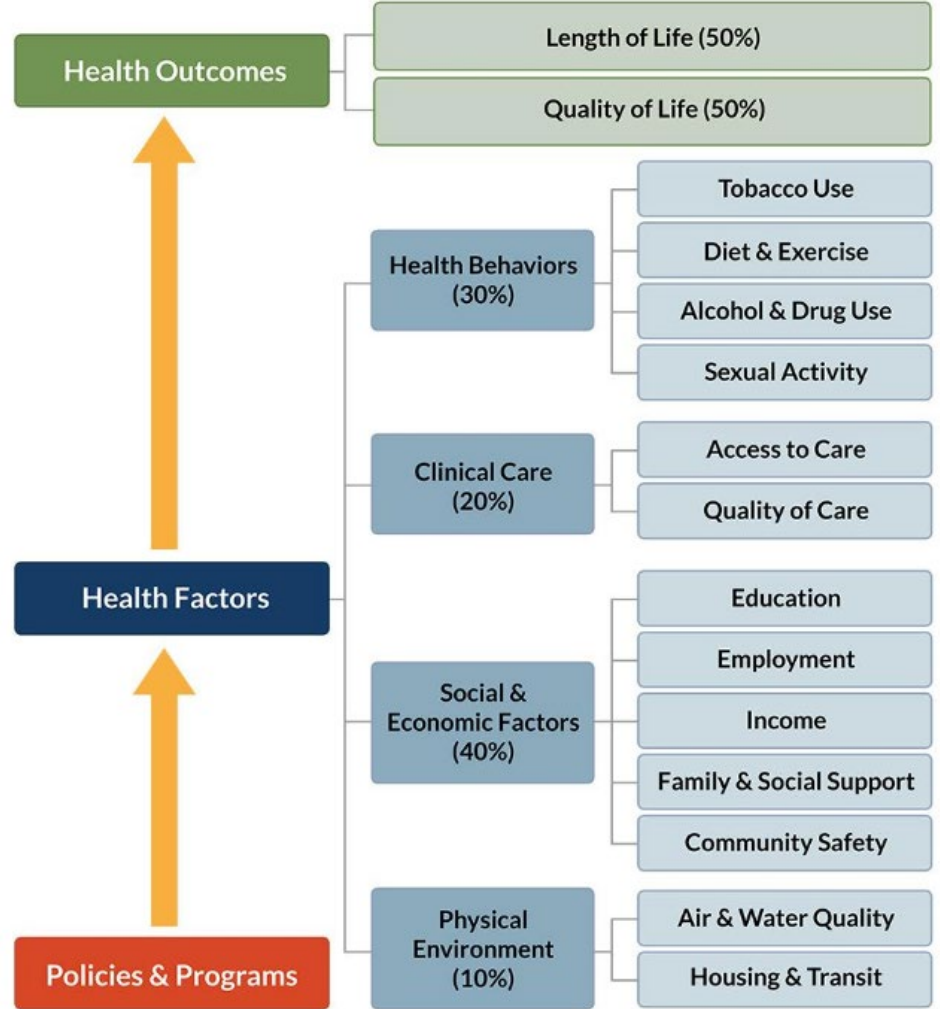 Health Outcomes
Length of Life (50%)
Quality of Life (50%)
Health Factors
Health Behaviors
(30%)
Tobacco Use
Diet & Exercise
Alcohol & Drug Use
Sexual Activity
Clinical Care
(20%)
Access to Care
Quality of Care
Social &
Economic Factors
(40%)
Education
Employment
Income
Family & Social Support
Community Safety
Physical
Environment
(10%)
Air & Water Quality
Housing & Transit
Policies & Programs